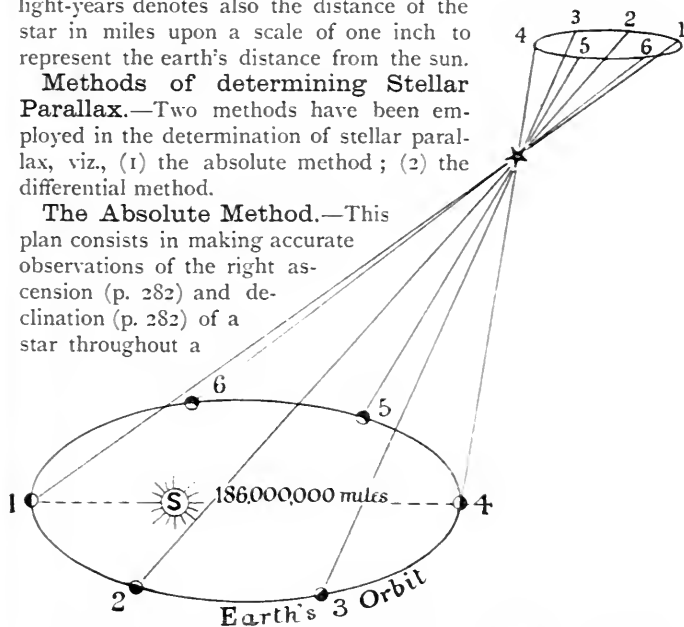 light-years denotes also the distance of the
star in miles upon a scale of one inch to
represent the earth's distance from the sun.
Methods of determining Stellar
Parallax.—Two methods have been em-
ployed in the determination of stellar paral-
lax, viz., (1) the absolute method ; (2) the
differential method.
The Absolute Method.—This
plan consists in making accurate
observations of the right as-
cension (p. 282) and de-
clination (p. 282) of a
star throughout a
4 3 2 1
5 6
6
5
1 S 186,000,000 miles 4
2 3
Earth's Orbit